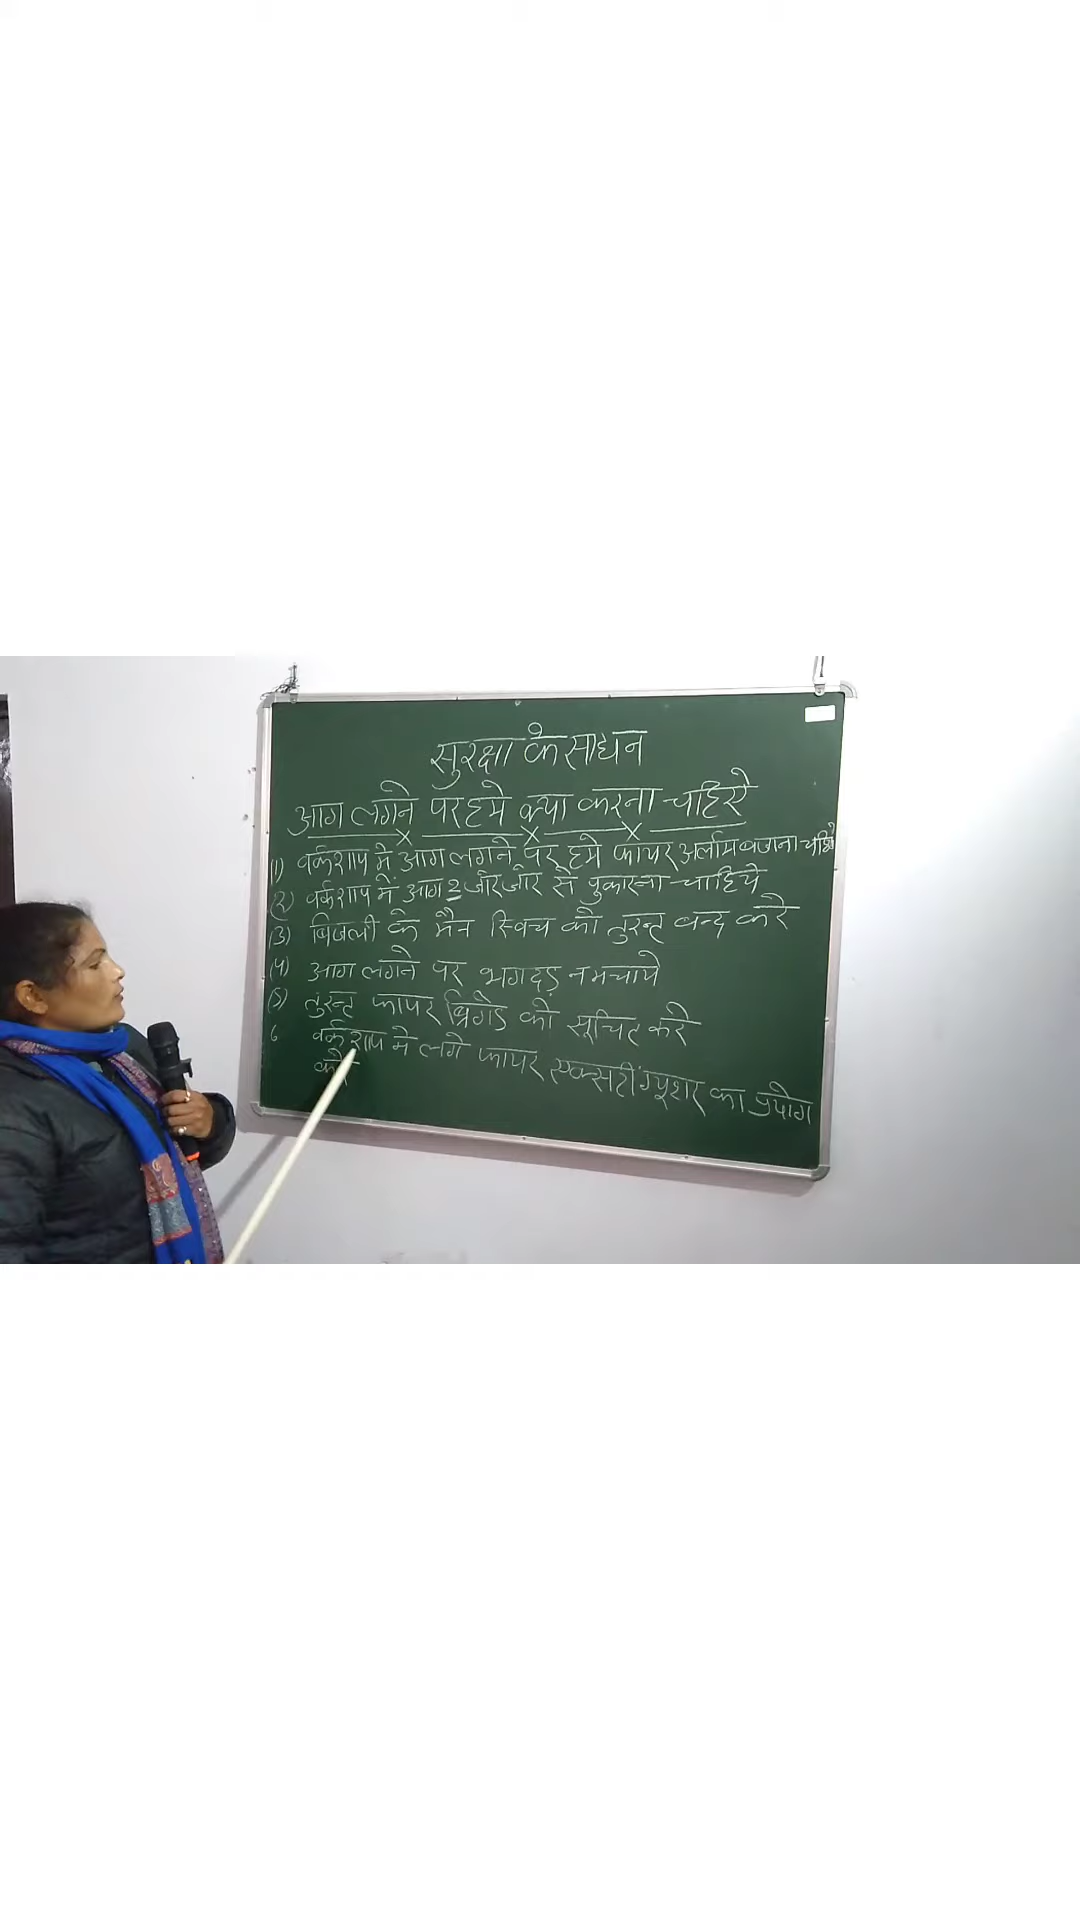 सुरक्षा के साधन
आग लगने पर हमे क्या करना चाहिये
(1) वर्कशाप मे आग लगने पर हमे फायर अर्लाम बजाना चाहिये
(2) वर्कशाप में आग 2 जोर जोर से पुकारना चाहिये
(3) बिजली के मैन स्विच को तुरन्त बन्द करे
(4) आग लगने पर भगदड़ न मचाये
(5) तुरन्त फायर ब्रिगेड को सूचित करे
6 वर्कशाप मे लगे फायर एक्सटींग्यूशर का प्रयोग
करे